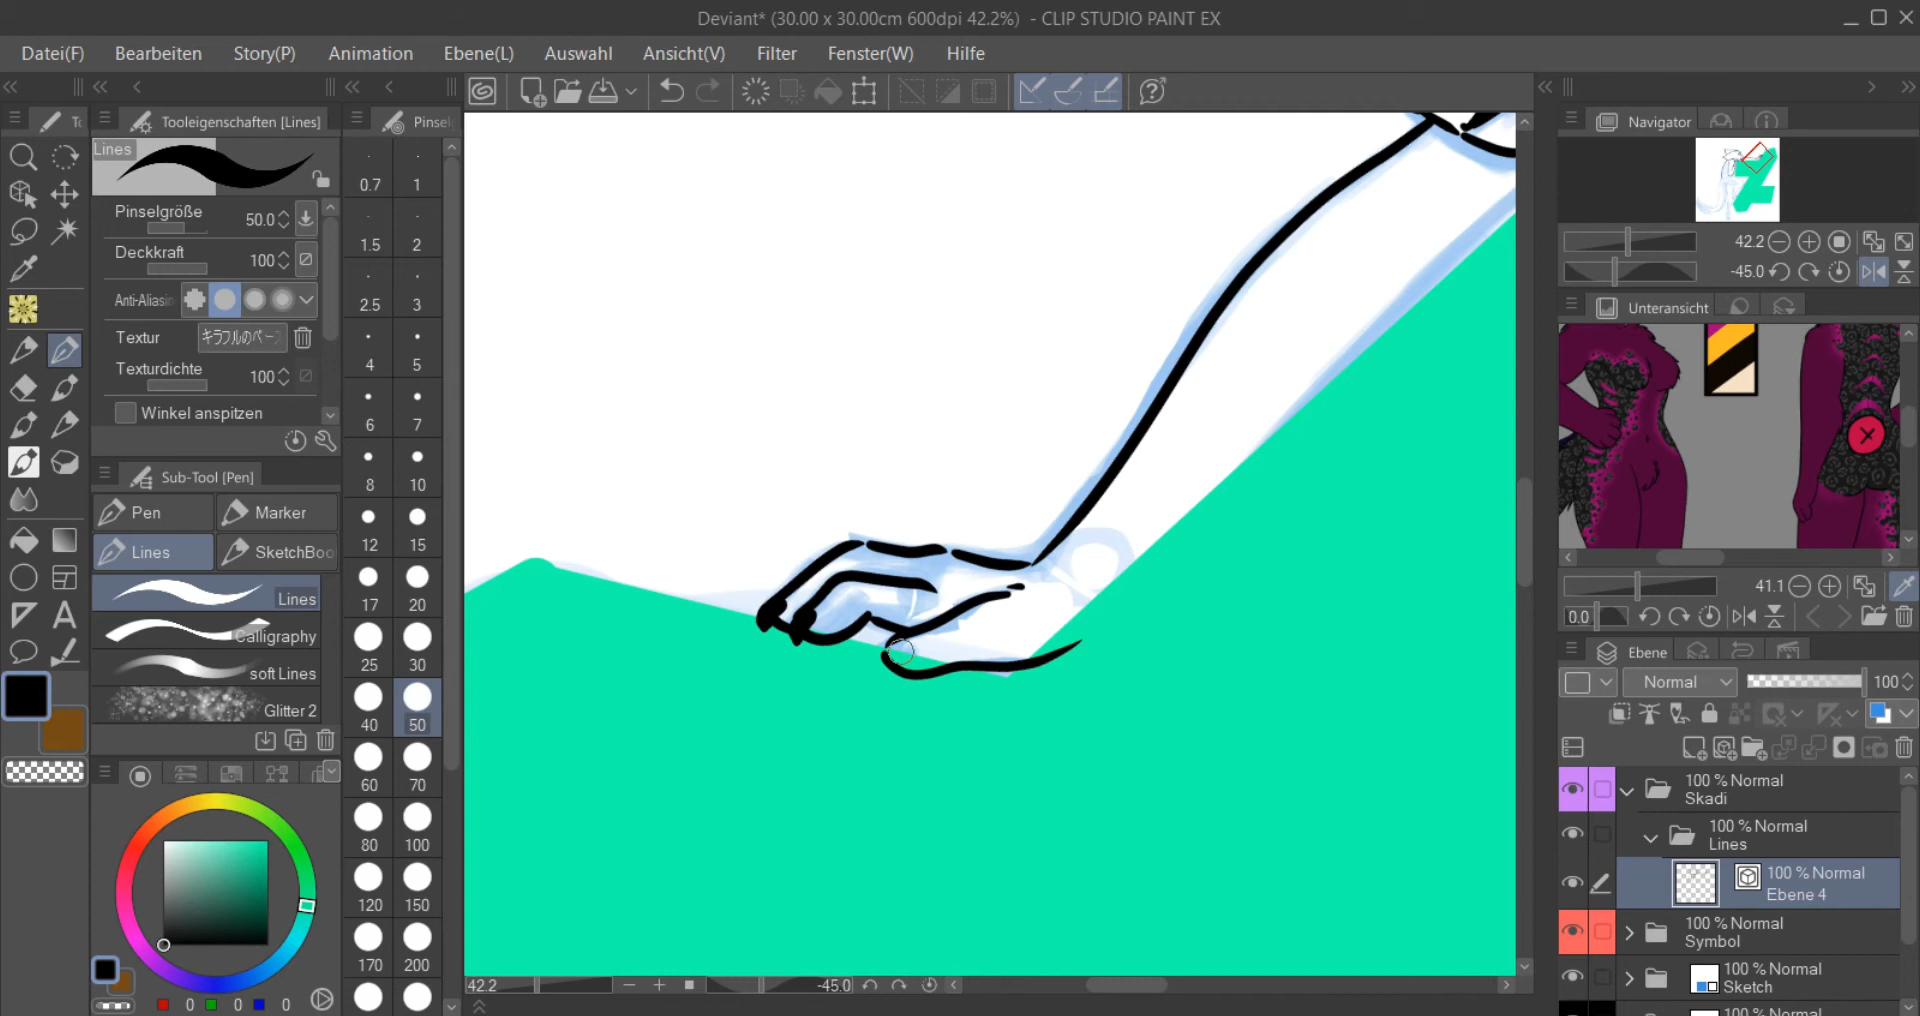 Deviant* (30.00 x 30.00cm 600dpi 42.2%) - CLIP STUDIO PAINT EX
Datei(F) Bearbeiten Story(P) Animation Ebene(L) Auswahl Ansicht(V) Filter Fenster(W) Hilfe
Tooleigenschaften [Lines]
Lines
Pinselgröße 50.0
Deckkraft 100
Anti-Aliasin
Textur
Texturdichte 100
Winkel anspitzen
Sub-Tool [Pen]
Pen Marker
Lines SketchBoo
Lines
Calligraphy
soft Lines
Glitter 2
0 0 0
Pinsel
0.7 1
1.5 2
2.5 3
4 5
6 7
8 10
12 15
17 20
25 30
40 50
60 70
80 100
120 150
170 200
42.2 -45.0
Navigator
42.2
-45.0
Unteransicht
41.1
0.0
Ebene
Normal 100
100 % Normal
Skadi
100 % Normal
Lines
100 % Normal
Ebene 4
100 % Normal
Symbol
100 % Normal
Sketch
100 % Normal